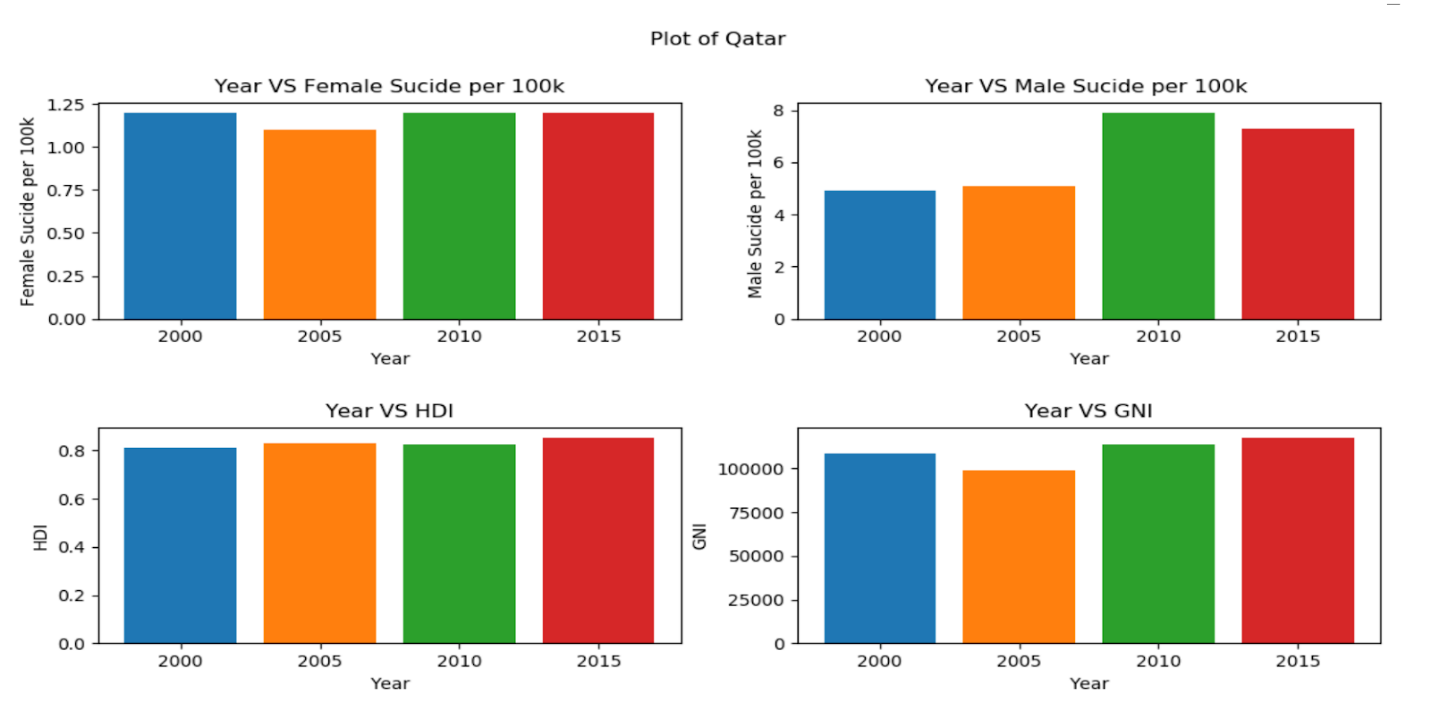 Plot of Qatar
Year VS Female Sucide per 100k
Female Sucide per 100k
1.25
1.00
0.75
0.50
0.25
0.00
2000 2005 2010 2015
Year
Year VS Male Sucide per 100k
Male Sucide per 100k
8
6
4
2
0
2000 2005 2010 2015
Year
Year VS HDI
HDI
0.8
0.6
0.4
0.2
0.0
2000 2005 2010 2015
Year
Year VS GNI
GNI
100000
75000
50000
25000
0
2000 2005 2010 2015
Year